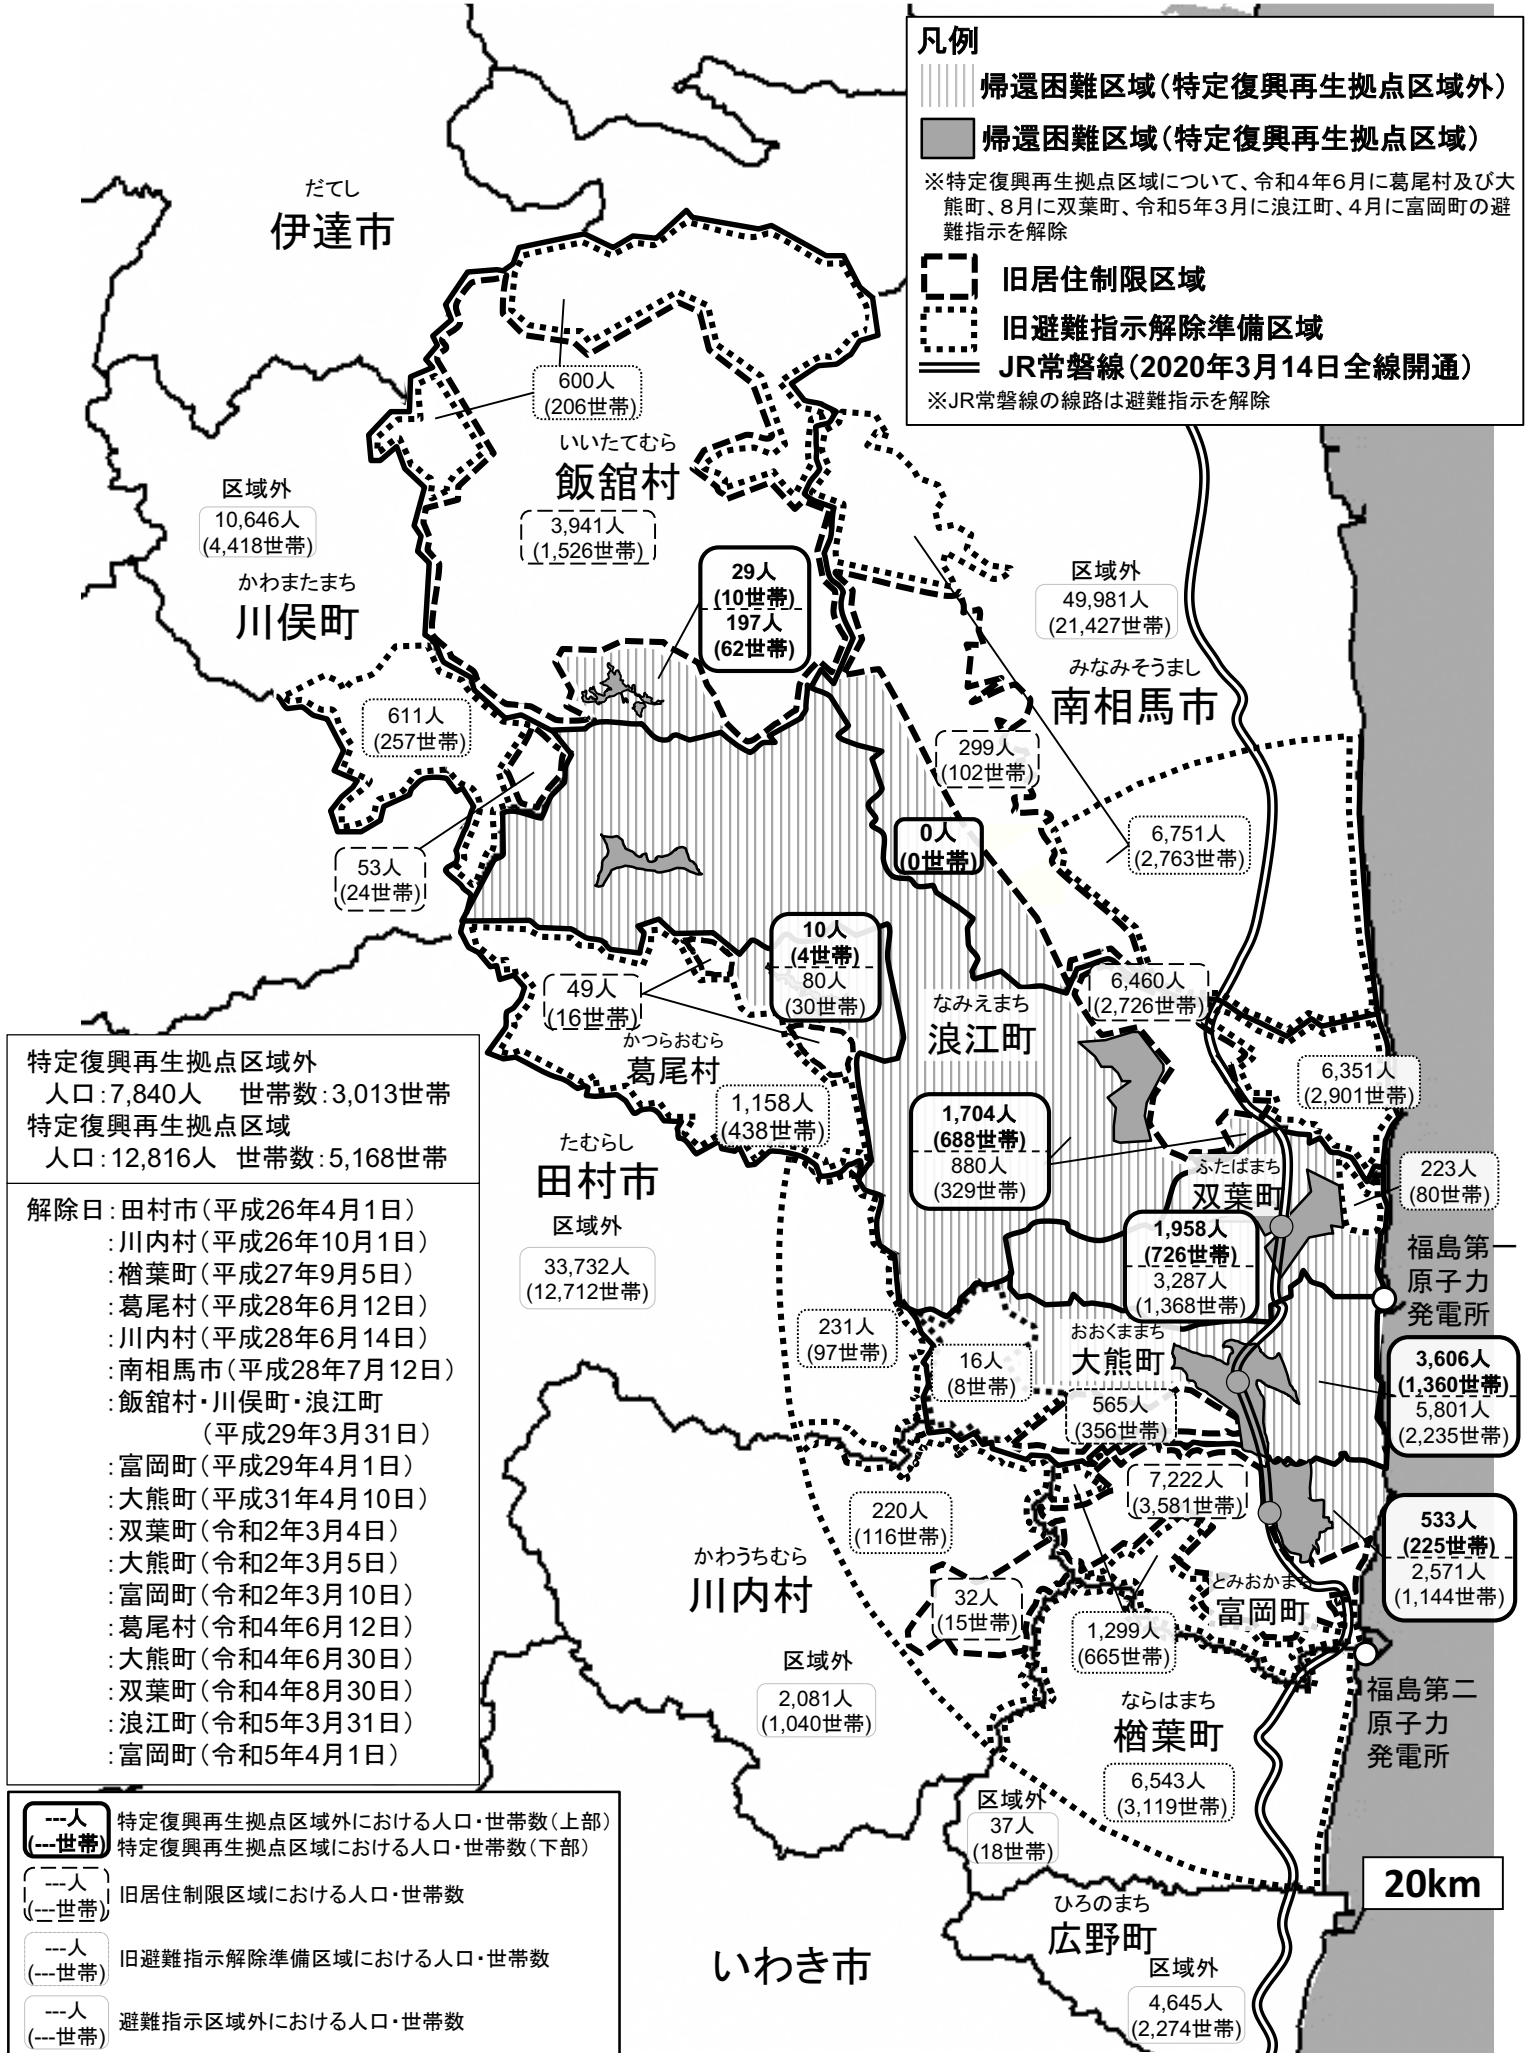 凡例
帰還困難区域（特定復興再生拠点区域外）
帰還困難区域（特定復興再生拠点区域）
※特定復興再生拠点区域について、令和4年6月に葛尾村及び大
熊町、8月に双葉町、令和5年3月に浪江町、4月に富岡町の避
難指示を解除
旧居住制限区域
旧避難指示解除準備区域
JR常磐線（2020年3月14日全線開通）
※JR常磐線の線路は避難指示を解除
だてし
伊達市
600人
(206世帯)
いいたてむら
飯舘村
3,941人
(1,526世帯)
区域外
10,646人
(4,418世帯)
かわまたまち
川俣町
29人
(10世帯)
197人
(62世帯)
区域外
49,981人
(21,427世帯)
みなみそうまし
南相馬市
611人
(257世帯)
299人
(102世帯)
53人
(24世帯)
0人
(0世帯)
6,751人
(2,763世帯)
10人
(4世帯)
80人
(30世帯)
49人
(16世帯)
かつらおむら
葛尾村
1,158人
(438世帯)
なみえまち
浪江町
6,460人
(2,726世帯)
6,351人
(2,901世帯)
1,704人
(688世帯)
880人
(329世帯)
ふたばまち
双葉町
223人
(80世帯)
1,958人
(726世帯)
3,287人
(1,368世帯)
福島第一
原子力
発電所
たむらし
田村市
区域外
33,732人
(12,712世帯)
231人
(97世帯)
16人
(8世帯)
おおくままち
大熊町
565人
(356世帯)
3,606人
(1,360世帯)
5,801人
(2,235世帯)
7,222人
(3,581世帯)
533人
(225世帯)
2,571人
(1,144世帯)
220人
(116世帯)
かわうちむら
川内村
32人
(15世帯)
とみおかまち
富岡町
1,299人
(665世帯)
区域外
2,081人
(1,040世帯)
ならはまち
楢葉町
6,543人
(3,119世帯)
福島第二
原子力
発電所
区域外
37人
(18世帯)
20km
ひろのまち
広野町
区域外
4,645人
(2,274世帯)
いわき市
特定復興再生拠点区域外
人口：7,840人 世帯数：3,013世帯
特定復興再生拠点区域
人口：12,816人 世帯数：5,168世帯
解除日：田村市（平成26年4月1日）
：川内村（平成26年10月1日）
：楢葉町（平成27年9月5日）
：葛尾村（平成28年6月12日）
：川内村（平成28年6月14日）
：南相馬市（平成28年7月12日）
：飯舘村・川俣町・浪江町
（平成29年3月31日）
：富岡町（平成29年4月1日）
：大熊町（平成31年4月10日）
：双葉町（令和2年3月4日）
：大熊町（令和2年3月5日）
：富岡町（令和2年3月10日）
：葛尾村（令和4年6月12日）
：大熊町（令和4年6月30日）
：双葉町（令和4年8月30日）
：浪江町（令和5年3月31日）
：富岡町（令和5年4月1日）
---人
(---世帯)
特定復興再生拠点区域外における人口・世帯数（上部）
特定復興再生拠点区域における人口・世帯数（下部）
---人
(---世帯)
旧居住制限区域における人口・世帯数
---人
(---世帯)
旧避難指示解除準備区域における人口・世帯数
---人
(---世帯)
避難指示区域外における人口・世帯数